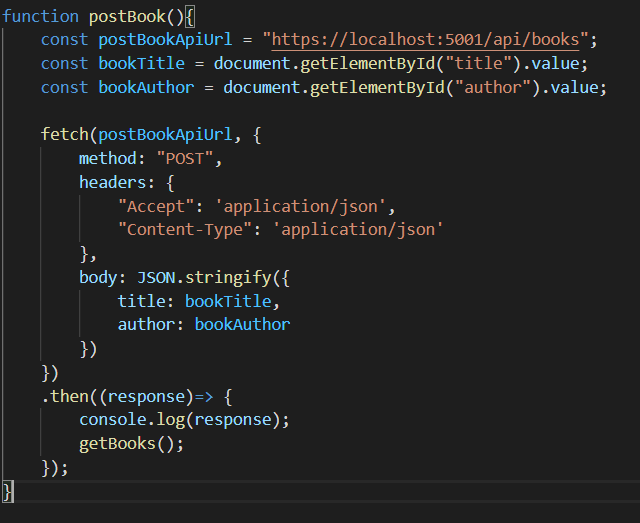 function postBook(){
    const postBookApiUrl = "https://localhost:5001/api/books";
    const bookTitle = document.getElementById("title").value;
    const bookAuthor = document.getElementById("author").value;

    fetch(postBookApiUrl, {
        method: "POST",
        headers: {
            "Accept": 'application/json',
            "Content-Type": 'application/json'
        },
        body: JSON.stringify({
            title: bookTitle,
            author: bookAuthor
        })
    })
    .then((response)=> {
        console.log(response);
        getBooks();
    });
}